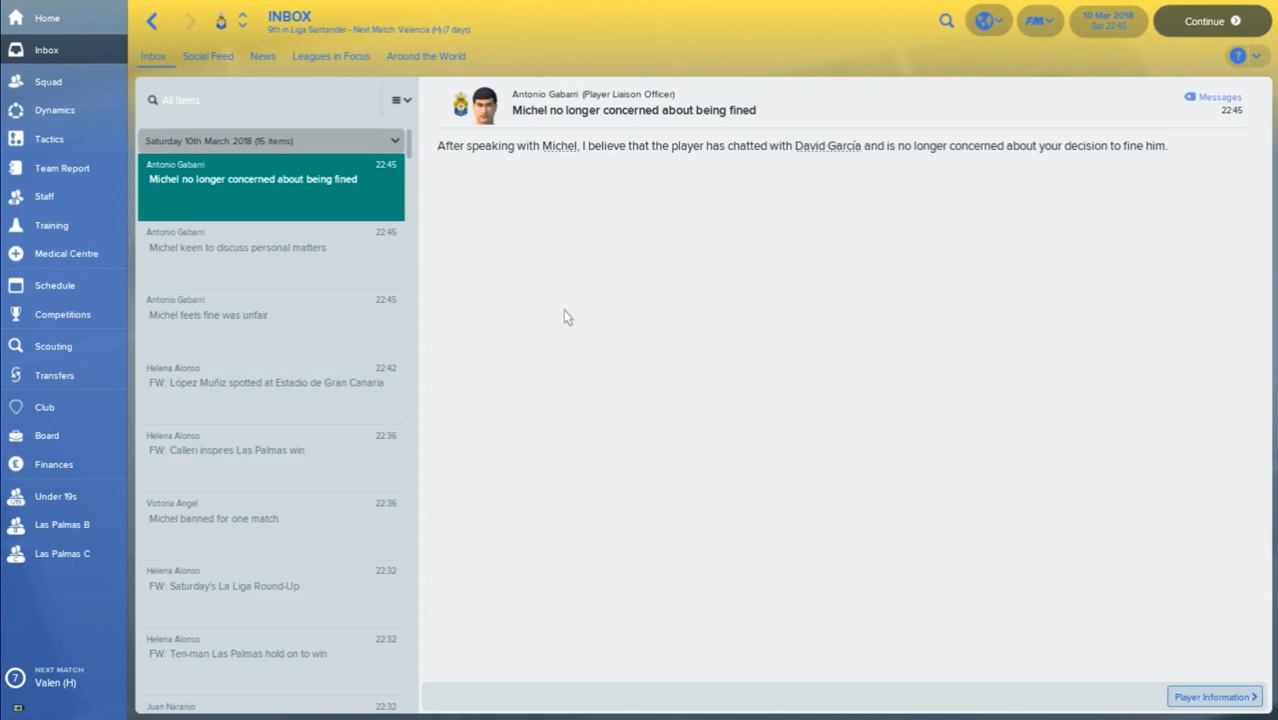 Home
Inbox
Squad
Dynamics
Tactics
Team Report
Staff
Training
Medical Centre
Schedule
Competitions
Scouting
Transfers
Club
Board
Finances
Under 19s
Las Palmas B
Las Palmas C
7
NEXT MATCH
Valen (H)
INBOX
9th in Liga Santander - Next Match: Valencia (H) (7 days)
FM
10 Mar 2018
Sat 22:45
Continue
Inbox
Social Feed
News
Leagues in Focus
Around the World
?
All Items
Saturday 10th March 2018 (15 items)
Antonio Gabarri 22:45
Michel no longer concerned about being fined
Antonio Gabarri 22:45
Michel keen to discuss personal matters
Antonio Gabarri 22:45
Michel feels fine was unfair
Helena Alonso 22:42
FW: López Muñiz spotted at Estadio de Gran Canaria
Helena Alonso 22:36
FW: Calleri inspires Las Palmas win
Victoria Angel 22:36
Michel banned for one match
Helena Alonso 22:32
FW: Saturday's La Liga Round-Up
Helena Alonso 22:32
FW: Ten-man Las Palmas hold on to win
Juan Naranjo 22:32
Antonio Gabarri (Player Liaison Officer)
Michel no longer concerned about being fined
Messages
22:45
After speaking with Michel, I believe that the player has chatted with David García and is no longer concerned about your decision to fine him.
Player Information